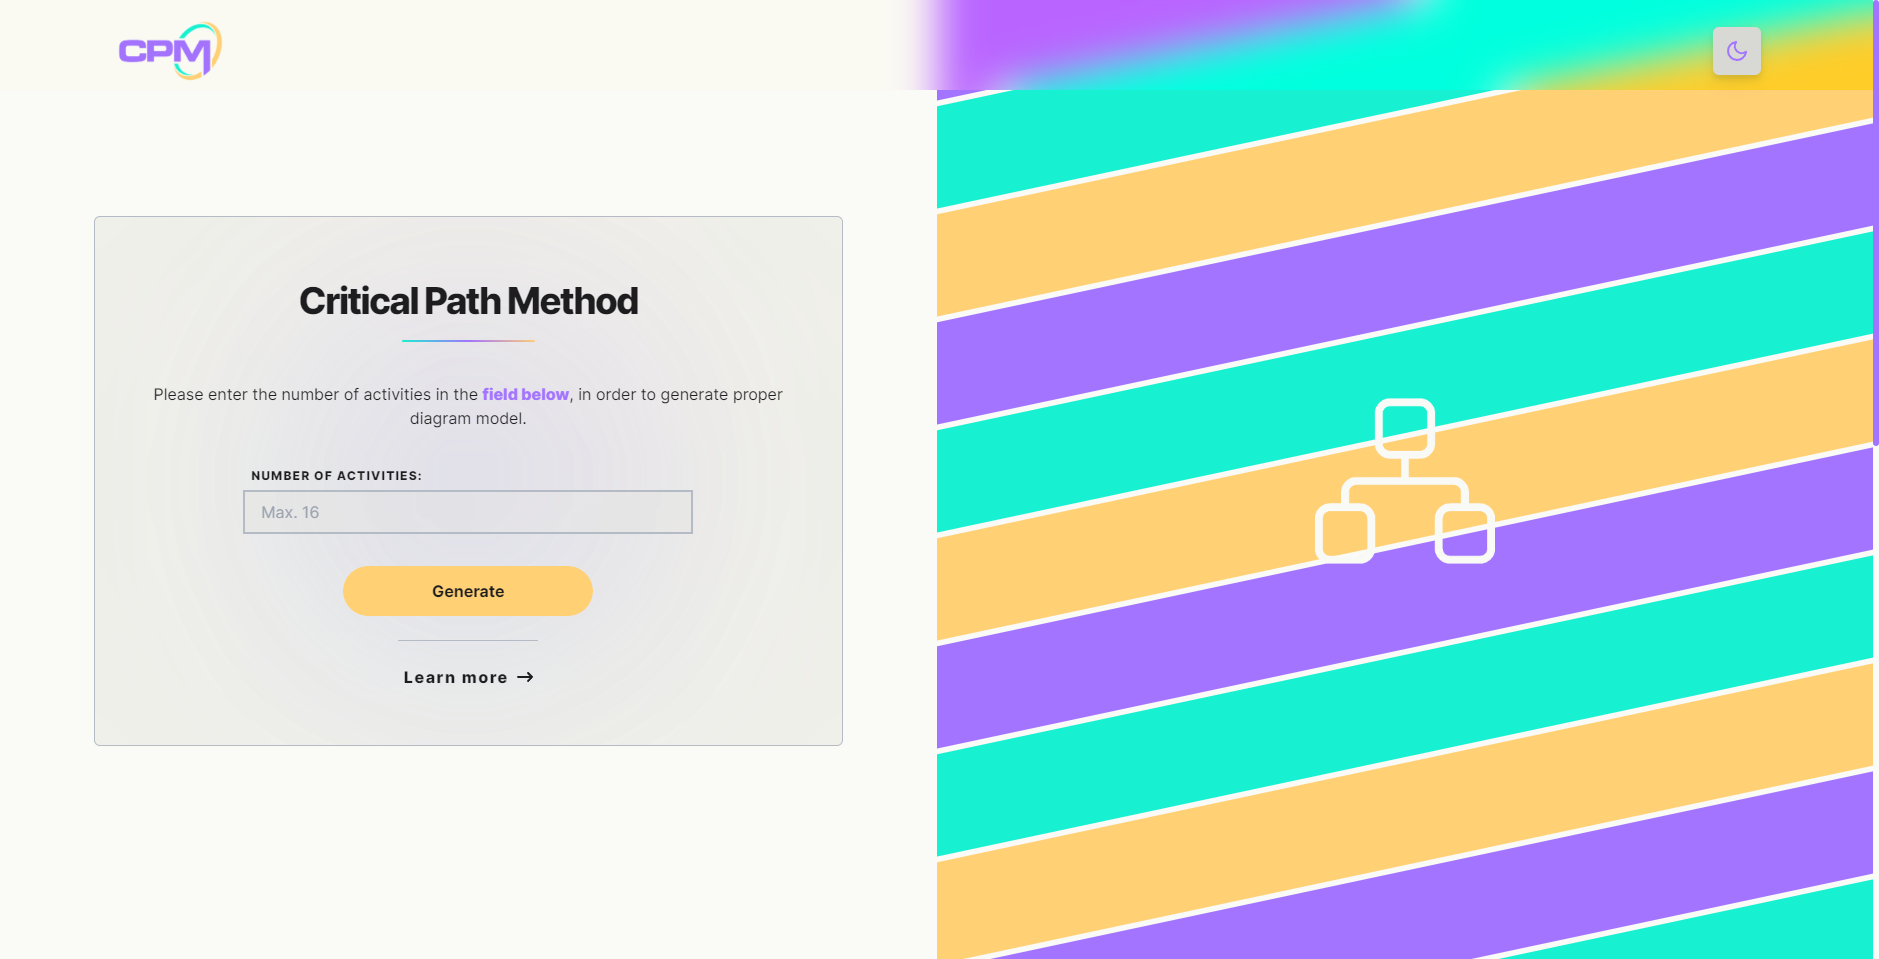 CPM
Critical Path Method
Please enter the number of activities in the field below, in order to generate proper
diagram model.
NUMBER OF ACTIVITIES:
Max. 16
Generate
Learn more →